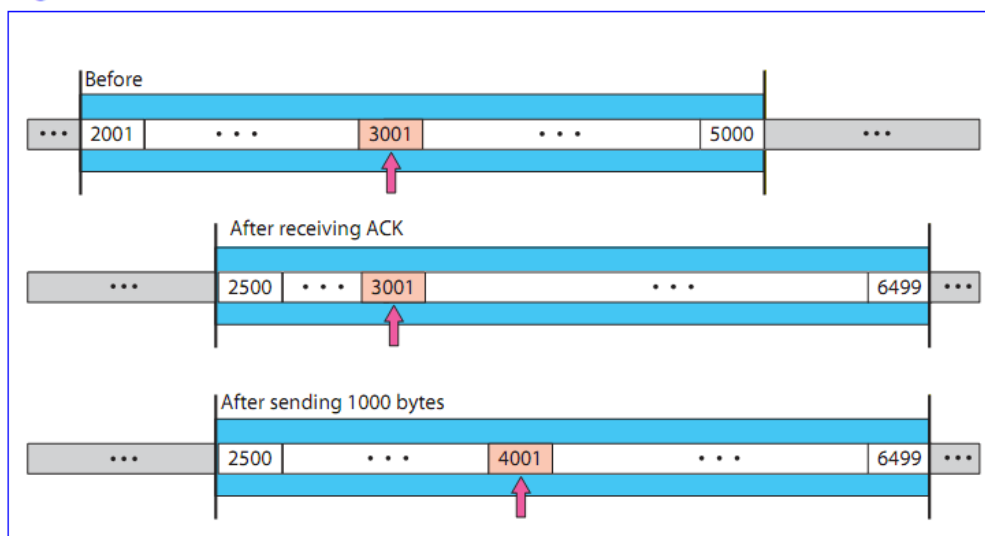 Before
••• 2001 • • • 3001 • • • 5000 •••
After receiving ACK
••• 2500 • • • 3001 • • • 6499 •••
After sending 1000 bytes
••• 2500 • • • 4001 • • • 6499 •••